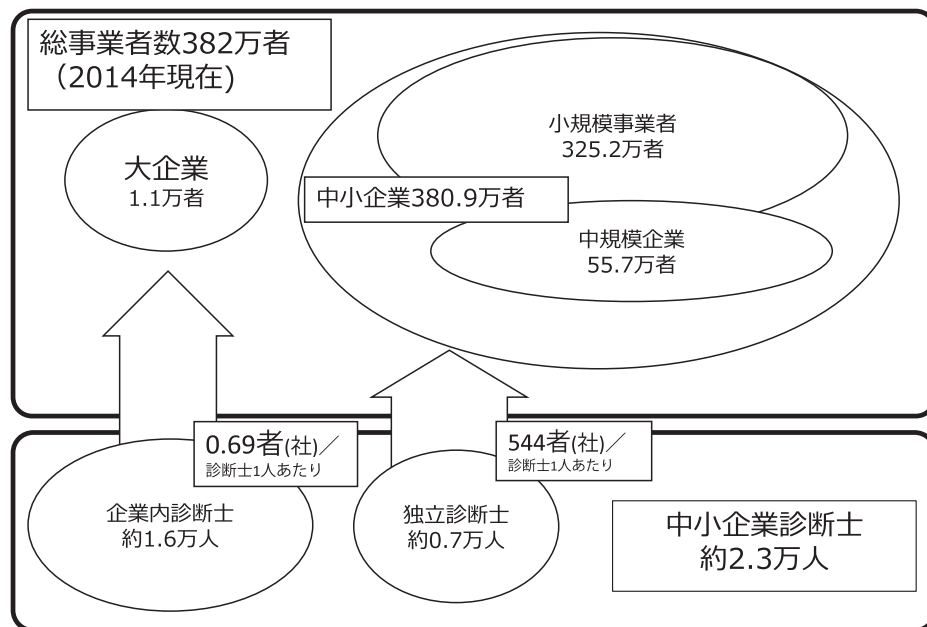 総事業者数382万者
（2014年現在)
大企業
1.1万者
小規模事業者
325.2万者
中小企業380.9万者
中規模企業
55.7万者
0.69者(社)／
診断士1人あたり
544者(社)／
診断士1人あたり
企業内診断士
約1.6万人
独立診断士
約0.7万人
中小企業診断士
約2.3万人